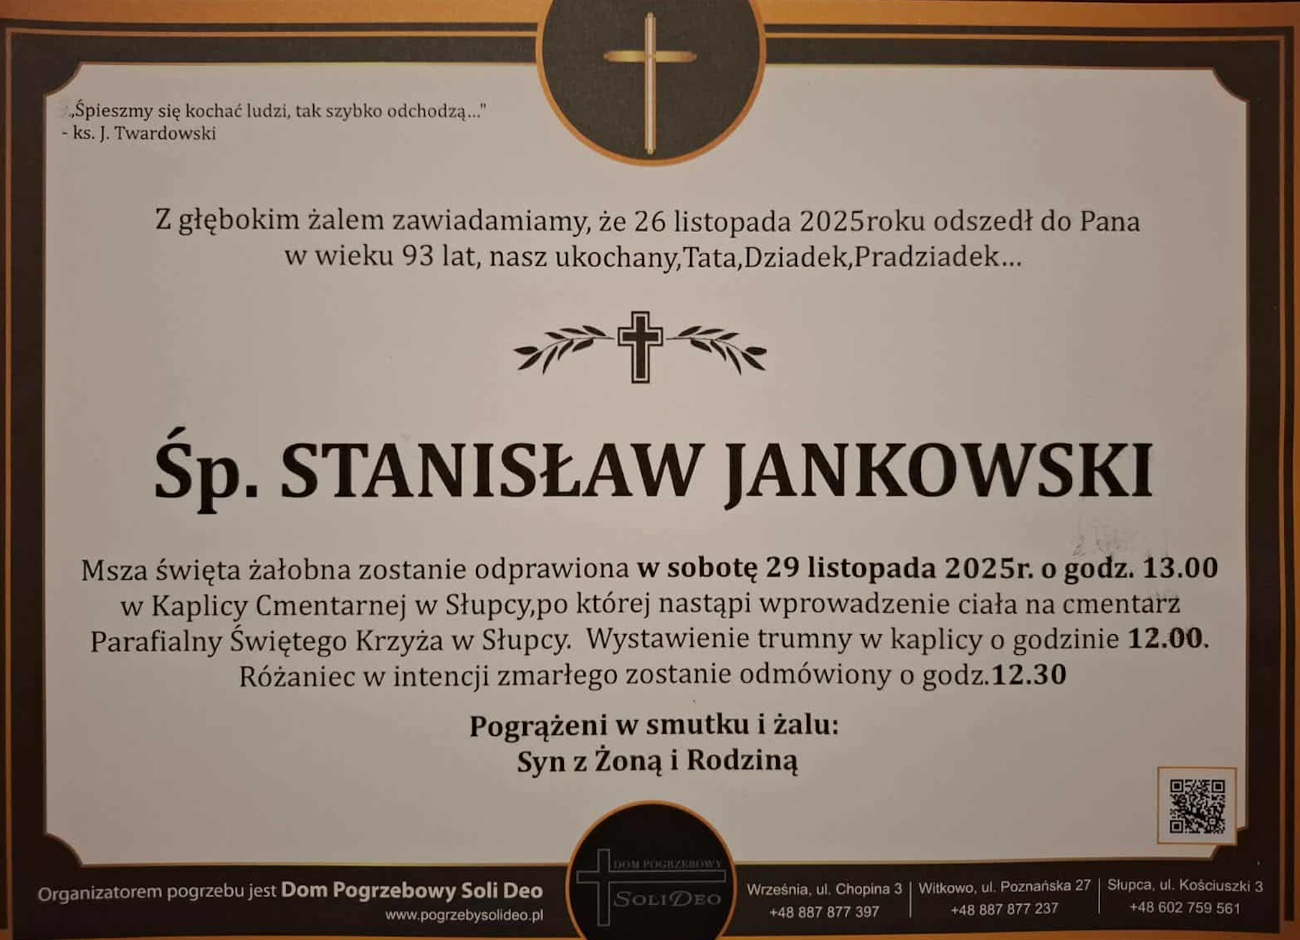 „Śpieszmy się kochać ludzi, tak szybko odchodzą..."
- ks. J. Twardowski
Z głębokim żalem zawiadamiamy, że 26 listopada 2025roku odszedł do Pana
w wieku 93 lat, nasz ukochany,Tata,Dziadek,Pradziadek...
Śp. STANISŁAW JANKOWSKI
Msza święta żałobna zostanie odprawiona w sobotę 29 listopada 2025r. o godz. 13.00
w Kaplicy Cmentarnej w Słupcy,po której nastąpi wprowadzenie ciała na cmentarz
Parafialny Świętego Krzyża w Słupcy. Wystawienie trumny w kaplicy o godzinie 12.00.
Różaniec w intencji zmarłego zostanie odmówiony o godz.12.30
Pogrążeni w smutku i żalu:
Syn z Żoną i Rodziną
Organizatorem pogrzebu jest Dom Pogrzebowy Soli Deo
www.pogrzebysolideo.pl
DOM POGRZEBOWY
SOLI DEO
Września, ul. Chopina 3 | Witkowo, ul. Poznańska 27 | Słupca, ul. Kościuszki 3
+48 887 877 397 | +48 887 877 237 | +48 602 759 561